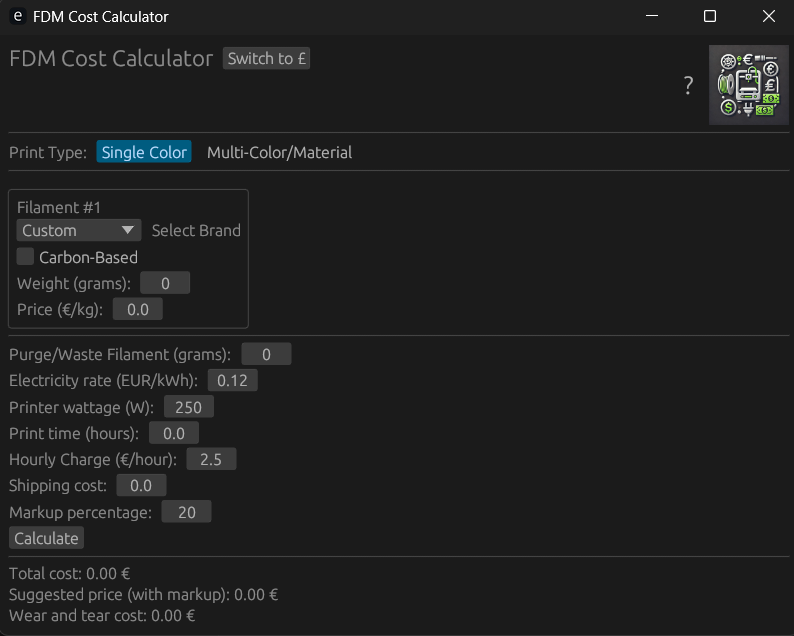 e FDM Cost Calculator
FDM Cost Calculator Switch to £
?
Print Type: Single Color Multi-Color/Material
Filament #1
Custom Select Brand
Carbon-Based
Weight (grams): 0
Price (€/kg): 0.0
Purge/Waste Filament (grams): 0
Electricity rate (EUR/kWh): 0.12
Printer wattage (W): 250
Print time (hours): 0.0
Hourly Charge (€/hour): 2.5
Shipping cost: 0.0
Markup percentage: 20
Calculate
Total cost: 0.00 €
Suggested price (with markup): 0.00 €
Wear and tear cost: 0.00 €